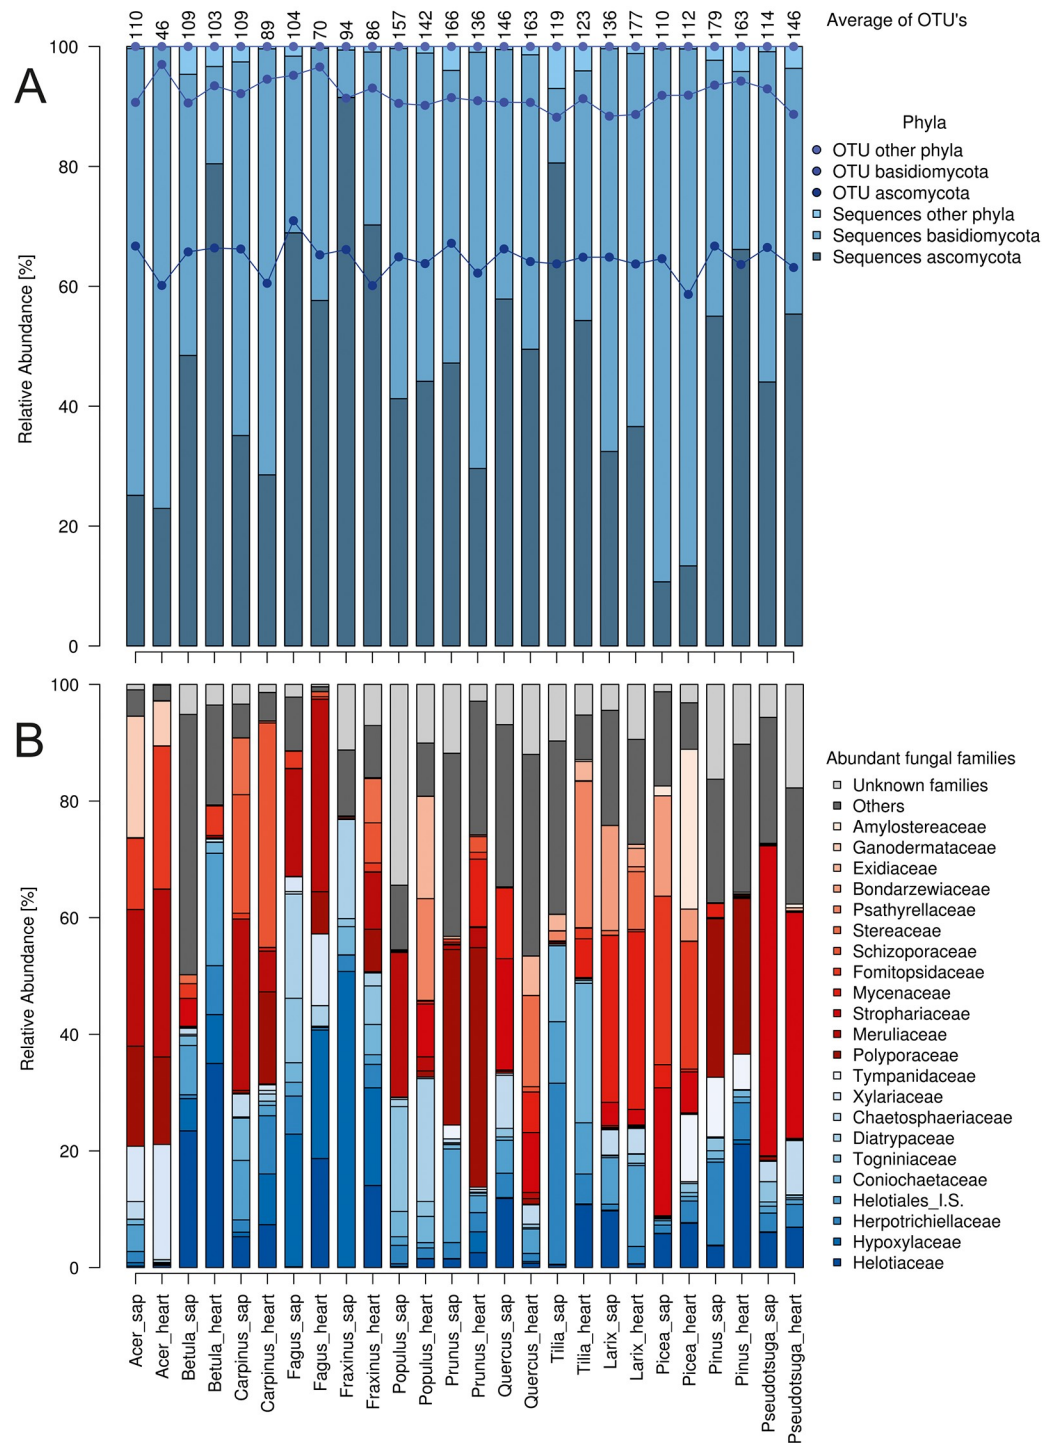 110 46 109 103 109 89 104 70 94 86 157 142 166 136 146 163 119 123 136 177 110 112 179 163 114 146
Average of OTU's
A
100
80
60
40
20
0
Relative Abundance [%]
Phyla
OTU other phyla
OTU basidiomycota
OTU ascomycota
Sequences other phyla
Sequences basidiomycota
Sequences ascomycota
B
100
80
60
40
20
0
Relative Abundance [%]
Abundant fungal families
Unknown families
Others
Amylostereaceae
Ganodermataceae
Exidiaceae
Bondarzewiaceae
Psathyrellaceae
Stereaceae
Schizoporaceae
Fomitopsidaceae
Mycenaceae
Strophariaceae
Meruliaceae
Polyporaceae
Tympanidaceae
Xylariaceae
Chaetosphaeriaceae
Diatrypaceae
Togniniaceae
Coniochaetaceae
Helotiales_I.S.
Herpotrichiellaceae
Hypoxylaceae
Helotiaceae
Acer_sap
Acer_heart
Betula_sap
Betula_heart
Carpinus_sap
Carpinus_heart
Fagus_sap
Fagus_heart
Fraxinus_sap
Fraxinus_heart
Populus_sap
Populus_heart
Prunus_sap
Prunus_heart
Quercus_sap
Quercus_heart
Tilia_sap
Tilia_heart
Larix_sap
Larix_heart
Picea_sap
Picea_heart
Pinus_sap
Pinus_heart
Pseudotsuga_sap
Pseudotsuga_heart